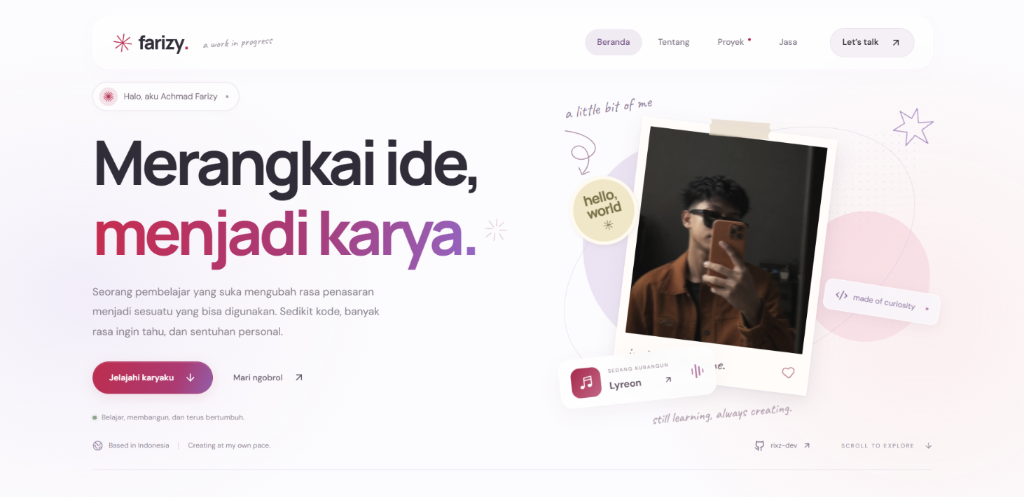 farizy.
a work in progress
Beranda
Tentang
Proyek
Jasa
Let's talk
Halo, aku Achmad Farizy
Merangkai ide,
menjadi karya.
Seorang pembelajar yang suka mengubah rasa penasaran
menjadi sesuatu yang bisa digunakan. Sedikit kode, banyak
rasa ingin tahu, dan sentuhan personal.
Jelajahi karyaku
Mari ngobrol
Belajar, membangun, dan terus bertumbuh.
Based in Indonesia
Creating at my own pace.
a little bit of me
hello,
world
</> made of curiosity
me.
SEDANG KUBANGUN
Lyreon
still learning, always creating.
rixz-dev
SCROLL TO EXPLORE